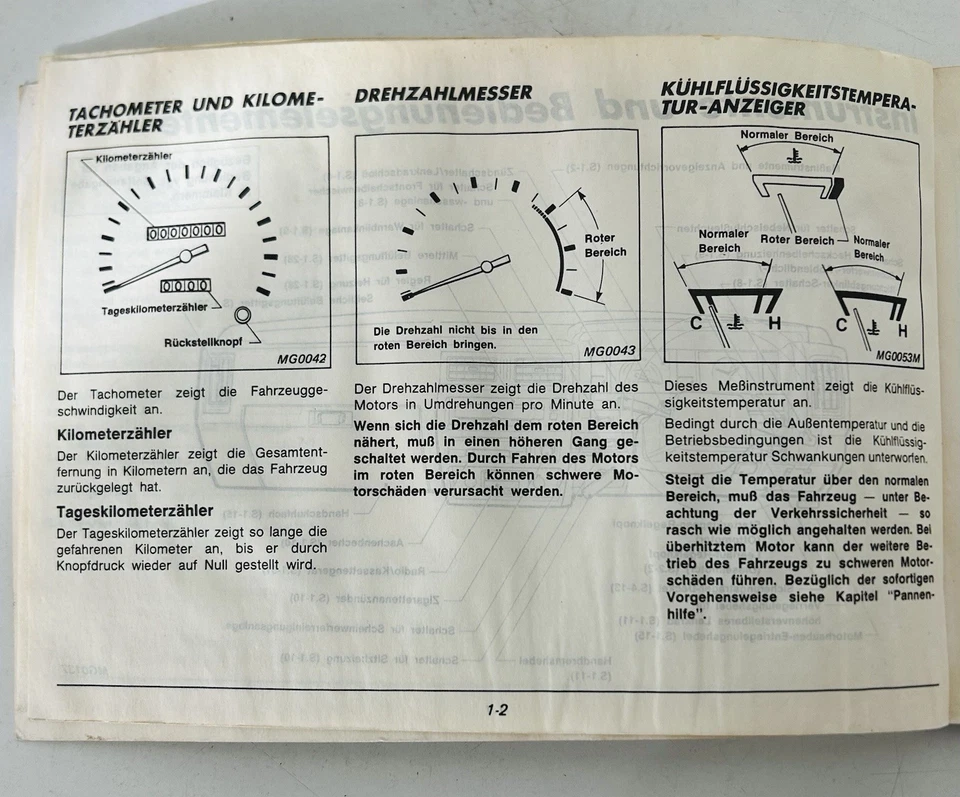 TACHOMETER UND KILOME-
TERZÄHLER
Kilometerzähler
0000000
0000
Tageskilometerzähler
Rückstellknopf
MG0042
Der Tachometer zeigt die Fahrzeugge-
schwindigkeit an.
Kilometerzähler
Der Kilometerzähler zeigt die Gesamtent-
fernung in Kilometern an, die das Fahrzeug
zurückgelegt hat.
Tageskilometerzähler
Der Tageskilometerzähler zeigt so lange die
gefahrenen Kilometer an, bis er durch
Knopfdruck wieder auf Null gestellt wird.
DREHZAHLMESSER
Roter
Bereich
Die Drehzahl nicht bis in den
roten Bereich bringen.
MG0043
Der Drehzahlmesser zeigt die Drehzahl des
Motors in Umdrehungen pro Minute an.
Wenn sich die Drehzahl dem roten Bereich
nähert, muß in einen höheren Gang ge-
schaltet werden. Durch Fahren des Motors
im roten Bereich können schwere Mo-
torschäden verursacht werden.
KÜHLFLÜSSIGKEITSTEMPERA-
TUR-ANZEIGER
Normaler Bereich
Roter Bereich
Normaler
Bereich
Normaler
Bereich
C H
C H
MG0053M
Dieses Meßinstrument zeigt die Kühlflüs-
sigkeitstemperatur an.
Bedingt durch die Außentemperatur und die
Betriebsbedingungen ist die Kühlflüssig-
keitstemperatur Schwankungen unterworfen.
Steigt die Temperatur über den normalen
Bereich, muß das Fahrzeug — unter Be-
achtung der Verkehrssicherheit — so
rasch wie möglich angehalten werden. Bei
überhitztem Motor kann der weitere Be-
trieb des Fahrzeugs zu schweren Motor-
schäden führen. Bezüglich der sofortigen
Vorgehensweise siehe Kapitel "Pannen-
hilfe".
1-2